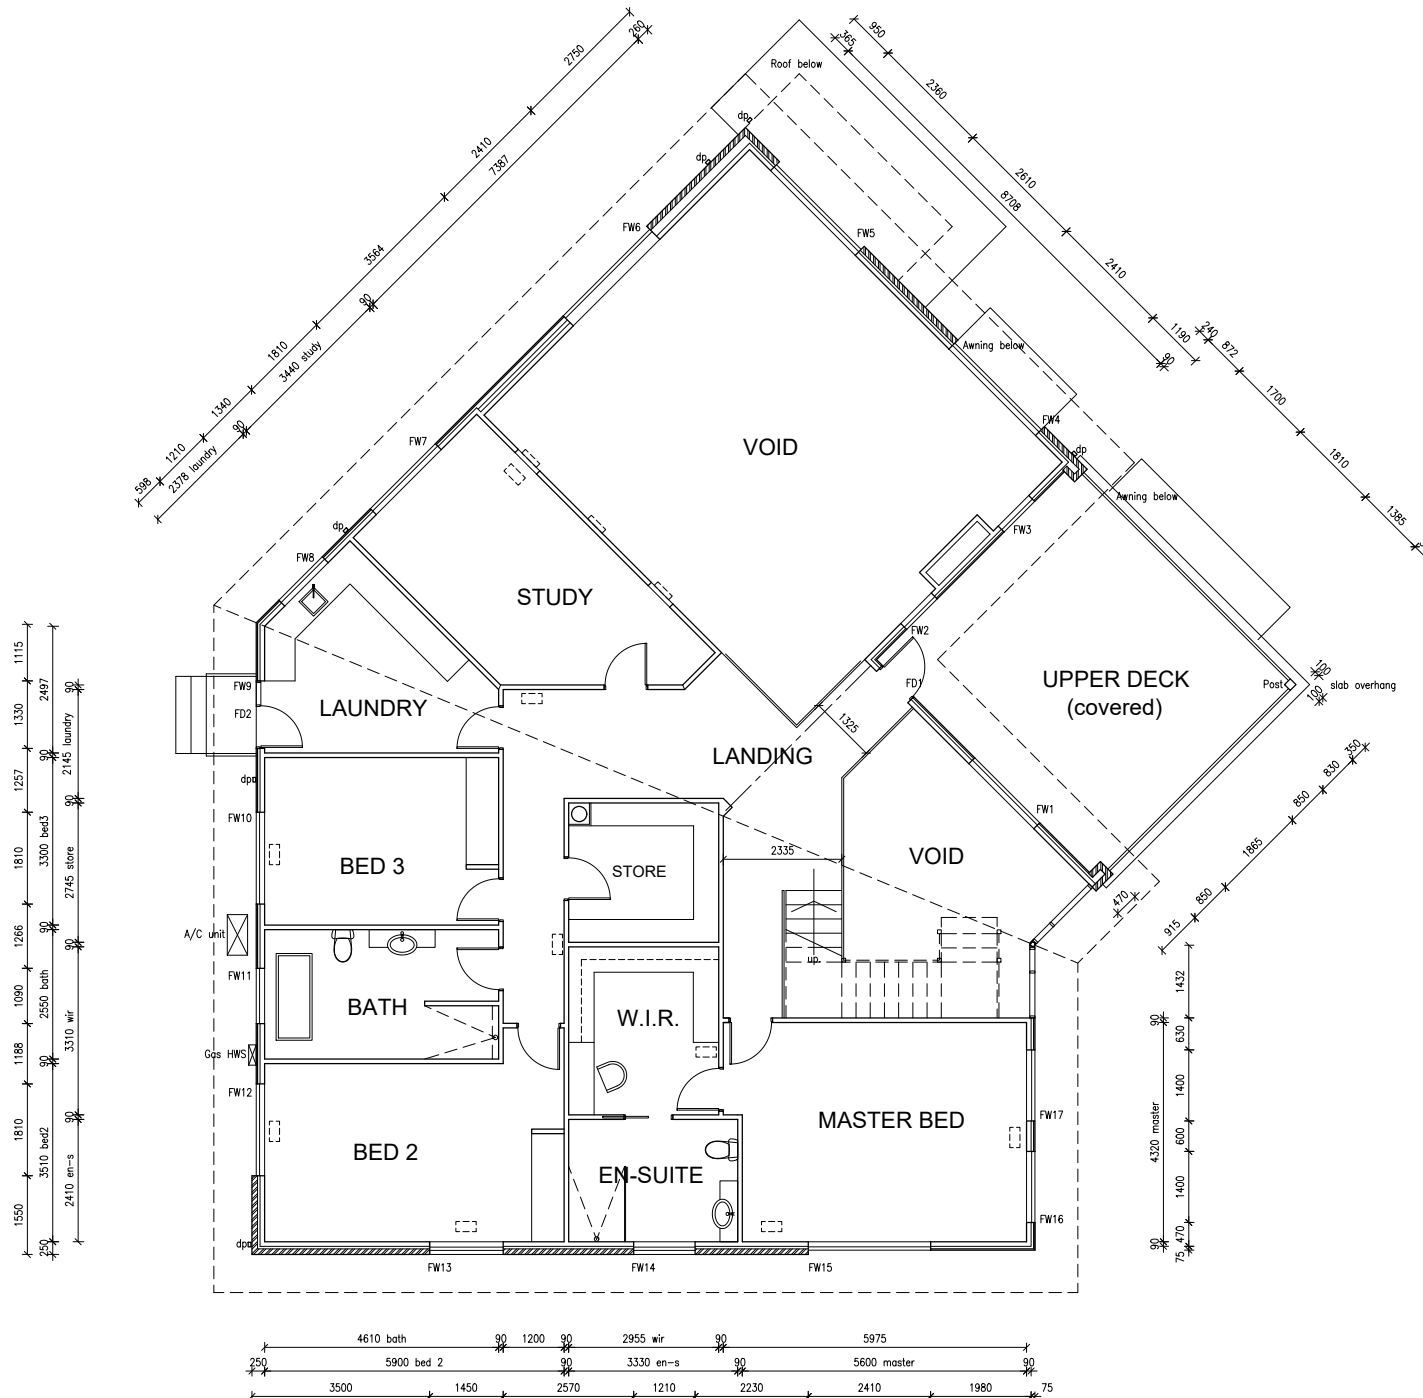 2750
260
2410
7387
3564
90
1810
3440 study
1340
90
1210
2378 laundry
598
950
365
2360
2610
8708
2410
1190
90
240
872
1700
1810
1385
Roof below
dp
dp
FW6
FW5
Awning below
FW4
dp
Awning below
VOID
FW7
FW3
dp
FW8
STUDY
FW2
FD1
UPPER DECK
(covered)
Post
100
100
slab overhang
FW9
FD2
LAUNDRY
1325
LANDING
dp
FW10
BED 3
STORE
2335
VOID
FW1
350
830
850
1865
850
915
470
A/C unit
up
FW11
BATH
W.I.R.
Gas HWS
FW12
BED 2
EN-SUITE
MASTER BED
FW17
FW16
dp
FW13
FW14
FW15
1115
1330
1257
1810
1266
1090
1188
1810
1550
2497
90
3300 bed3
90
2550 bath
90
3510 bed2
250
90
2145 laundry
90
2745 store
90
3310 wir
90
2410 en-s
90
4320 master
90
1432
630
1400
600
1400
470
75
4610 bath
90
1200
90
2955 wir
90
5975
250
5900 bed 2
90
3330 en-s
90
5600 master
90
3500
1450
2570
1210
2230
2410
1980
75